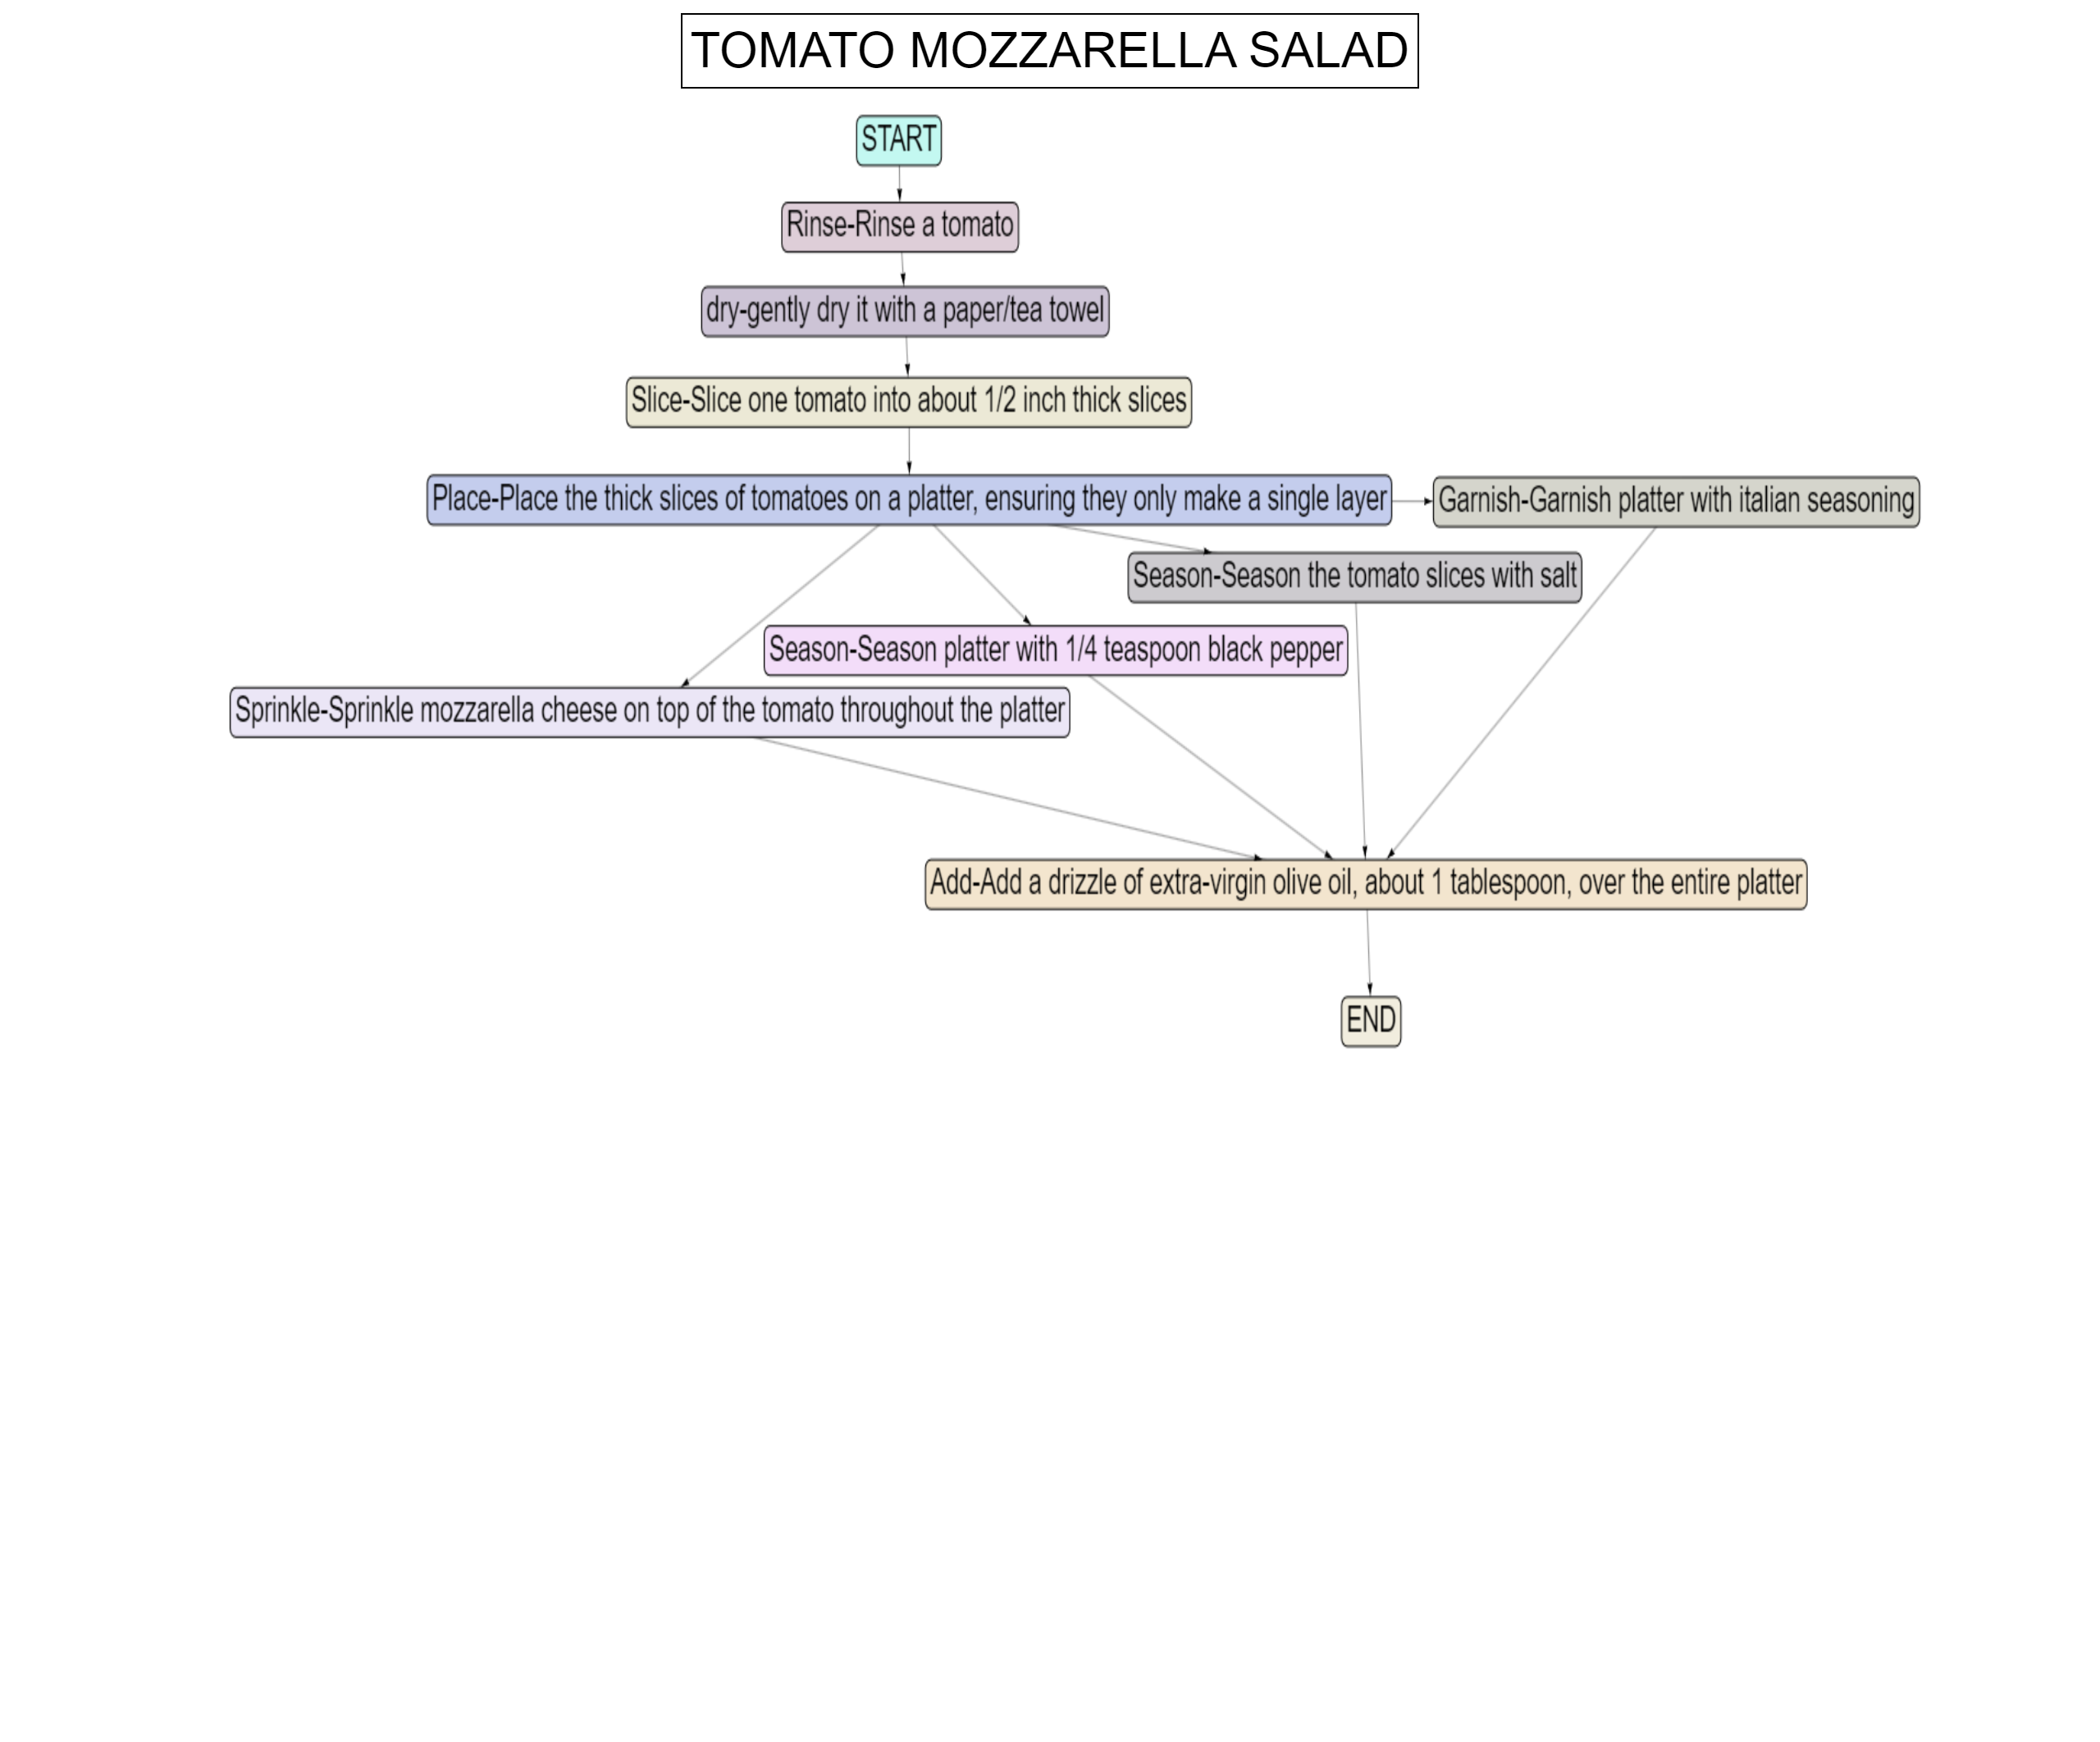 TOMATO MOZZARELLA SALAD
START
Rinse-Rinse a tomato
dry-gently dry it with a paper/tea towel
Slice-Slice one tomato into about 1/2 inch thick slices
Place-Place the thick slices of tomatoes on a platter, ensuring they only make a single layer
Garnish-Garnish platter with italian seasoning
Season-Season the tomato slices with salt
Season-Season platter with 1/4 teaspoon black pepper
Sprinkle-Sprinkle mozzarella cheese on top of the tomato throughout the platter
Add-Add a drizzle of extra-virgin olive oil, about 1 tablespoon, over the entire platter
END